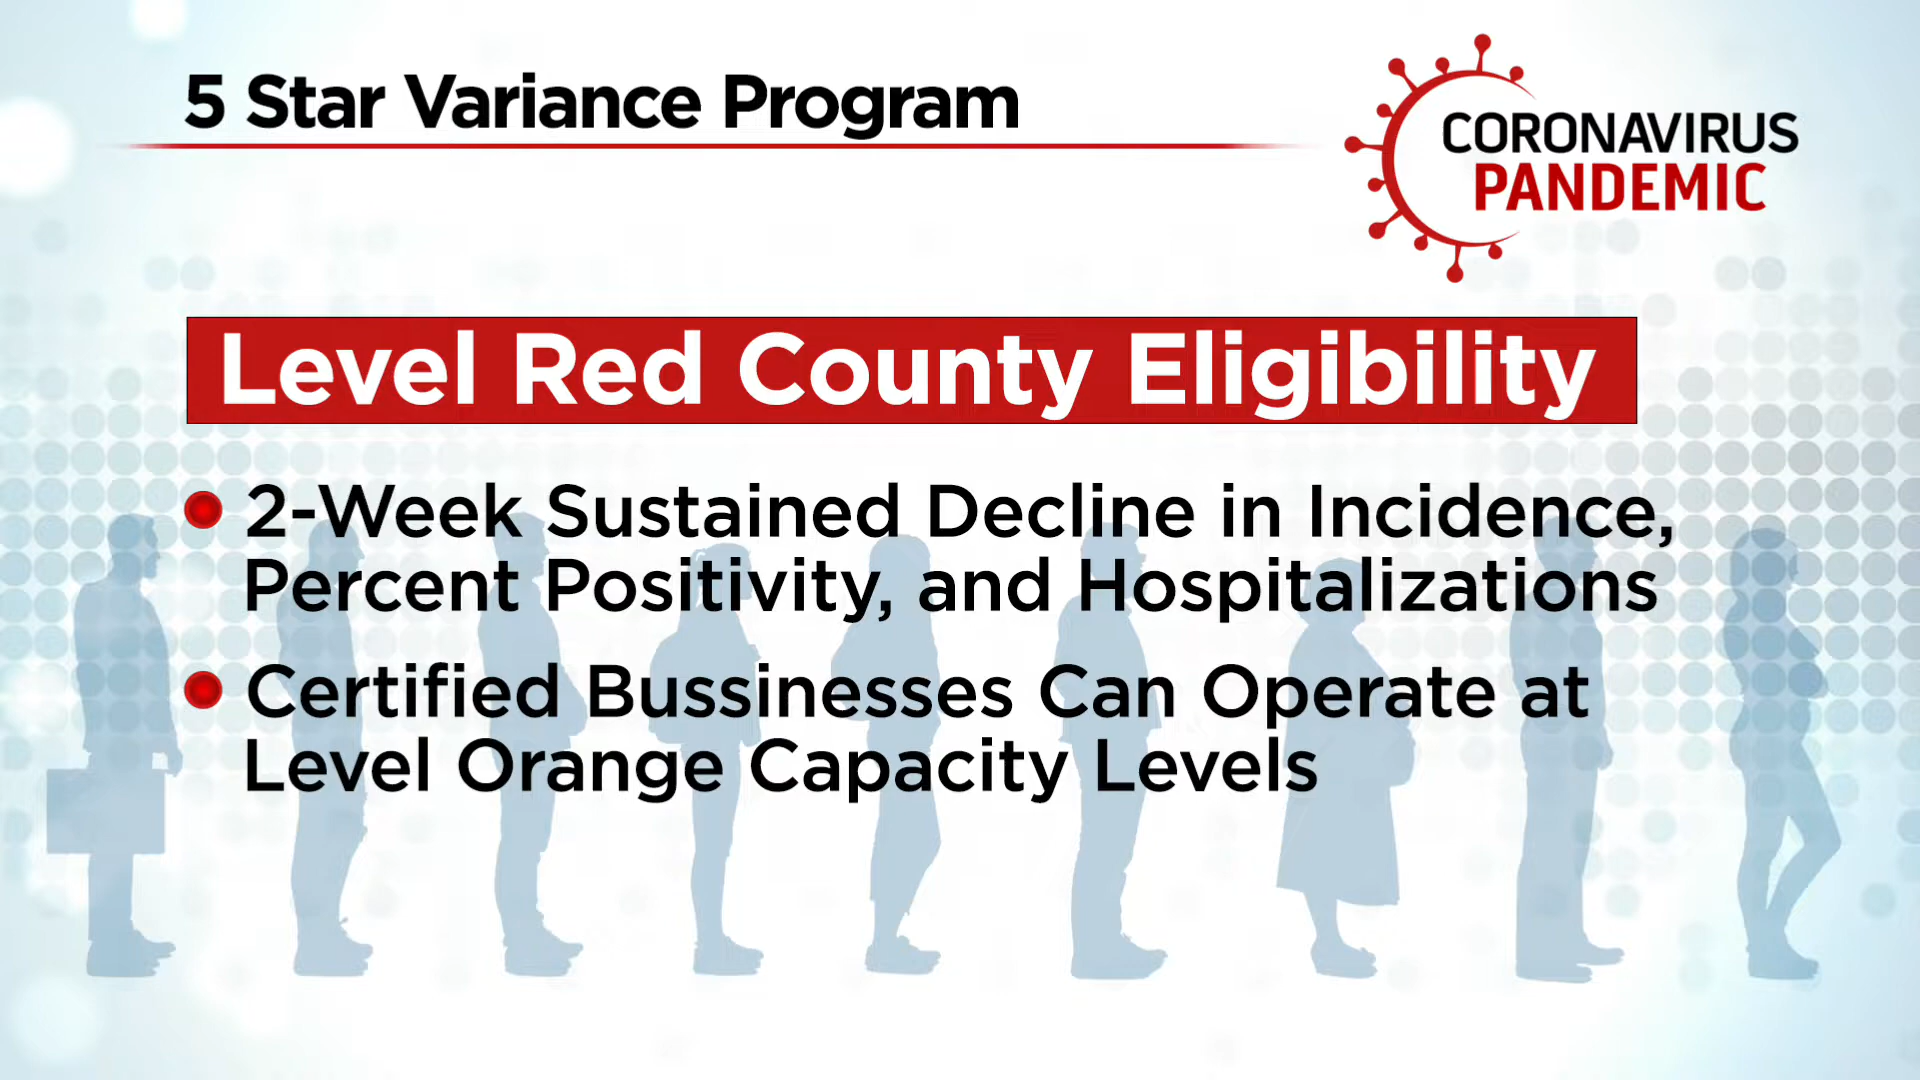 5 Star Variance Program
CORONAVIRUS
PANDEMIC
Level Red County Eligibility
2-Week Sustained Decline in Incidence,
Percent Positivity, and Hospitalizations
Certified Bussinesses Can Operate at
Level Orange Capacity Levels